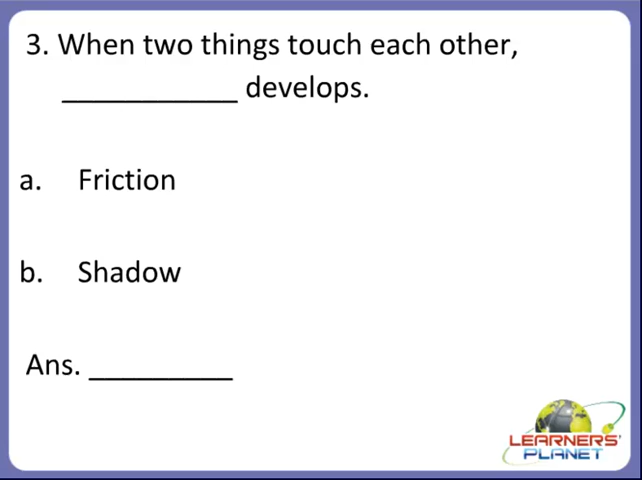 3. When two things touch each other,
___________ develops.
a. Friction
b. Shadow
Ans. _________
LEARNERS'
PLANET